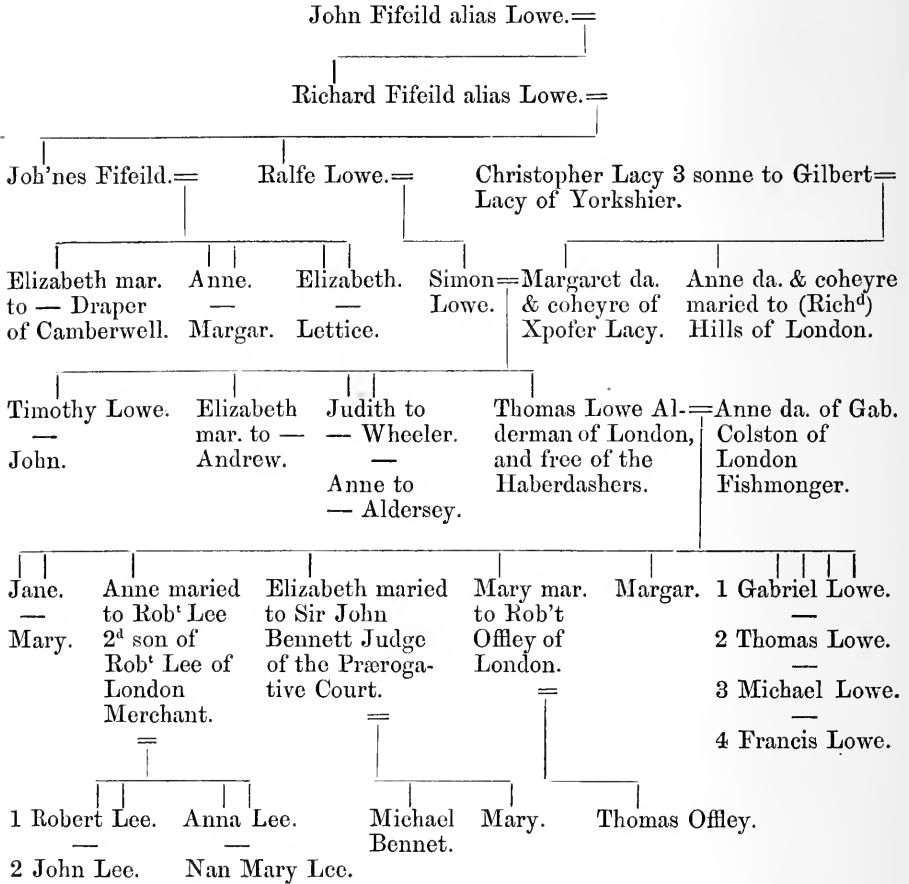 John Fifeild alias Lowe.=
Richard Fifeild alias Lowe.=
Joh'nes Fifeild.=
Ralfe Lowe.=
Christopher Lacy 3 sonne to Gilbert=
Lacy of Yorkshier.
Elizabeth mar.
to — Draper
of Camberwell.
Anne.
—
Margar.
Elizabeth.
—
Lettice.
Simon=
Lowe.
Margaret da.
& coheyre of
Xpofer Lacy.
Anne da. & coheyre
maried to (Richᵈ)
Hills of London.
Timothy Lowe.
—
John.
Elizabeth
mar. to —
Andrew.
Judith to
— Wheeler.
—
Anne to
— Aldersey.
Thomas Lowe Al-=
derman of London,
and free of the
Haberdashers.
Anne da. of Gab.
Colston of
London
Fishmonger.
Jane.
—
Mary.
Anne maried
to Robᵗ Lee
2ᵈ son of
Robᵗ Lee of
London
Merchant.
=
Elizabeth maried
to Sir John
Bennett Judge
of the Præroga-
tive Court.
=
Mary mar.
to Rob't
Offley of
London.
=
Margar.
1 Gabriel Lowe.
—
2 Thomas Lowe.
—
3 Michael Lowe.
—
4 Francis Lowe.
1 Robert Lee.
—
2 John Lee.
Anna Lee.
—
Nan Mary Lee.
Michael
Bennet.
Mary.
Thomas Offley.